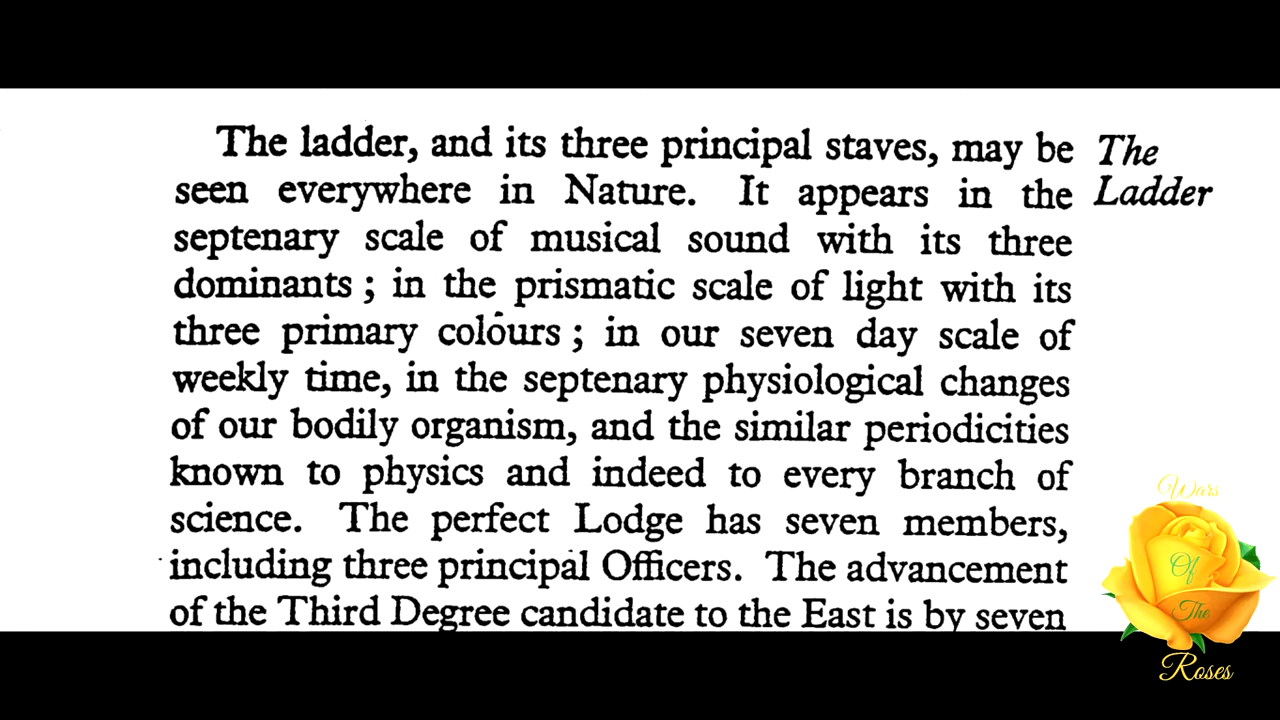 The ladder, and its three principal staves, may be
seen everywhere in Nature. It appears in the
septenary scale of musical sound with its three
dominants ; in the prismatic scale of light with its
three primary colours ; in our seven day scale of
weekly time, in the septenary physiological changes
of our bodily organism, and the similar periodicities
known to physics and indeed to every branch of
science. The perfect Lodge has seven members,
including three principal Officers. The advancement
of the Third Degree candidate to the East is by seven
The
Ladder
Wars
Of
The
Roses